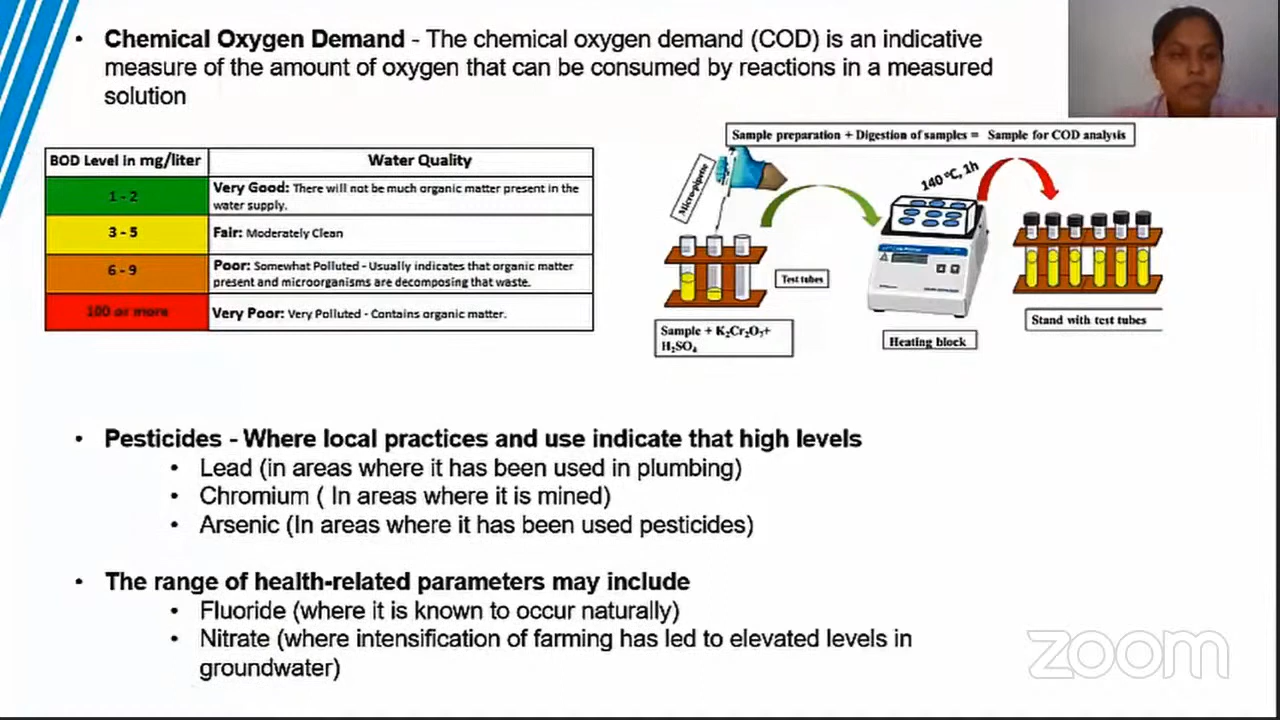 • Chemical Oxygen Demand - The chemical oxygen demand (COD) is an indicative
measure of the amount of oxygen that can be consumed by reactions in a measured
solution
BOD Level in mg/liter Water Quality
1 - 2 Very Good: There will not be much organic matter present in the
water supply.
3 - 5 Fair: Moderately Clean
6 - 9 Poor: Somewhat Polluted - Usually indicates that organic matter
present and microorganisms are decomposing that waste.
100 or more Very Poor: Very Polluted - Contains organic matter.
Sample preparation + Digestion of samples = Sample for COD analysis
Micro-pipette
140 °C, 1h
Test tubes
Sample + K₂Cr₂O₇+
H₂SO₄
Heating block
Stand with test tubes
• Pesticides - Where local practices and use indicate that high levels
• Lead (in areas where it has been used in plumbing)
• Chromium ( In areas where it is mined)
• Arsenic (In areas where it has been used pesticides)
• The range of health-related parameters may include
• Fluoride (where it is known to occur naturally)
• Nitrate (where intensification of farming has led to elevated levels in
groundwater)
zoom